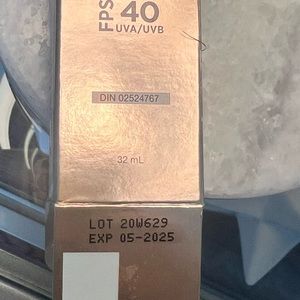 FPS 40
UVA/UVB
DIN 02524767
32 mL
LOT 20W629
EXP 05-2025